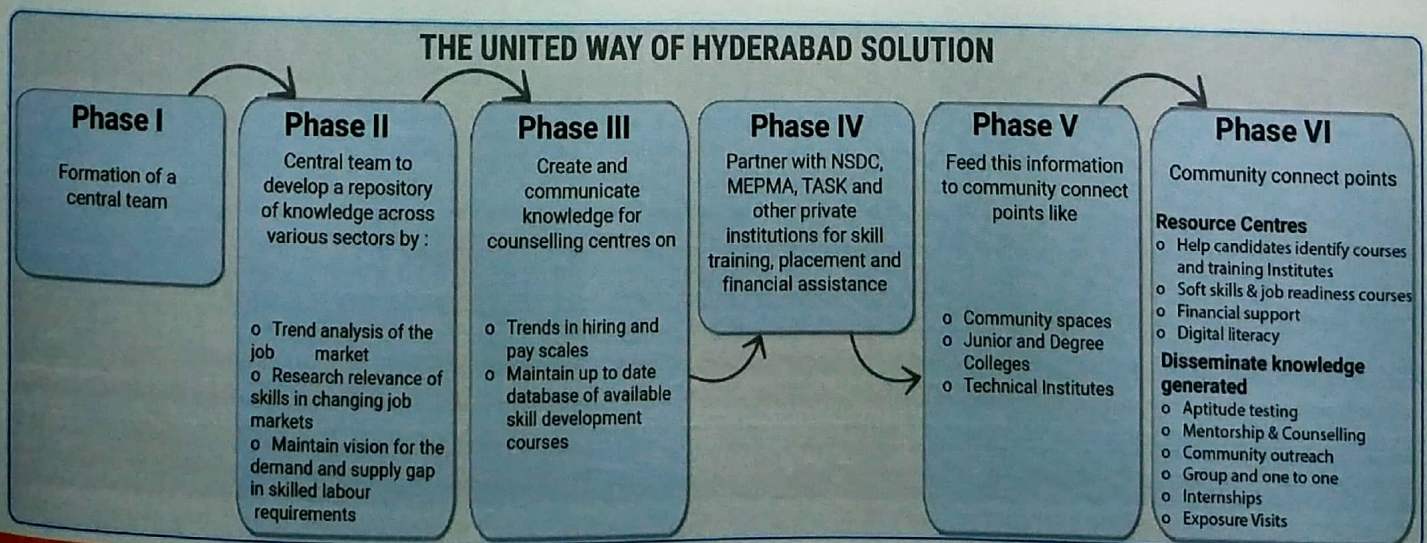 THE UNITED WAY OF HYDERABAD SOLUTION
Phase I
Formation of a
central team
Phase II
Central team to
develop a repository
of knowledge across
various sectors by :
o Trend analysis of the
job market
o Research relevance of
skills in changing job
markets
o Maintain vision for the
demand and supply gap
in skilled labour
requirements
Phase III
Create and
communicate
knowledge for
counselling centres on
o Trends in hiring and
pay scales
o Maintain up to date
database of available
skill development
courses
Phase IV
Partner with NSDC,
MEPMA, TASK and
other private
institutions for skill
training, placement and
financial assistance
Phase V
Feed this information
to community connect
points like
o Community spaces
o Junior and Degree
Colleges
o Technical Institutes
Phase VI
Community connect points
Resource Centres
o Help candidates identify courses
and training Institutes
o Soft skills & job readiness courses
o Financial support
o Digital literacy
Disseminate knowledge
generated
o Aptitude testing
o Mentorship & Counselling
o Community outreach
o Group and one to one
o Internships
o Exposure Visits